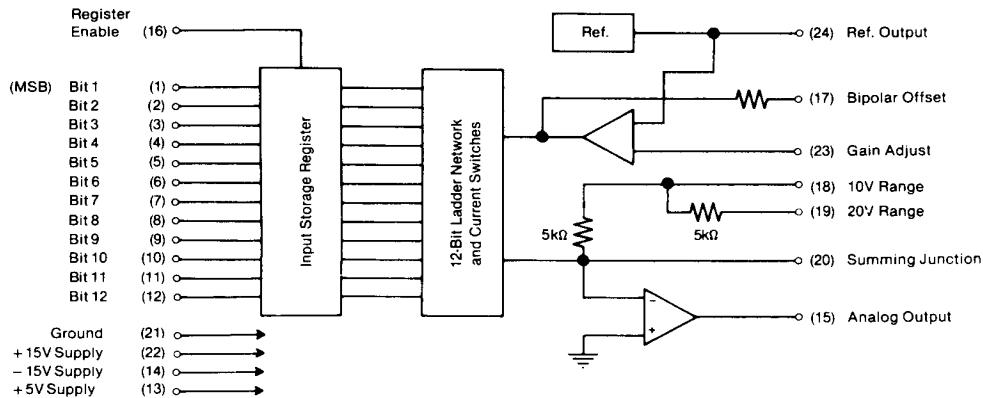 Register
Enable (16)
Ref.
(24) Ref. Output
(MSB) Bit 1 (1)
Bit 2 (2)
Bit 3 (3)
Bit 4 (4)
Bit 5 (5)
Bit 6 (6)
Bit 7 (7)
Bit 8 (8)
Bit 9 (9)
Bit 10 (10)
Bit 11 (11)
Bit 12 (12)
Input Storage Register
12-Bit Ladder Network
and Current Switches
(17) Bipolar Offset
(23) Gain Adjust
(18) 10V Range
(19) 20V Range
5kΩ
5kΩ
(20) Summing Junction
−
+
(15) Analog Output
Ground (21)
+ 15V Supply (22)
− 15V Supply (14)
+ 5V Supply (13)